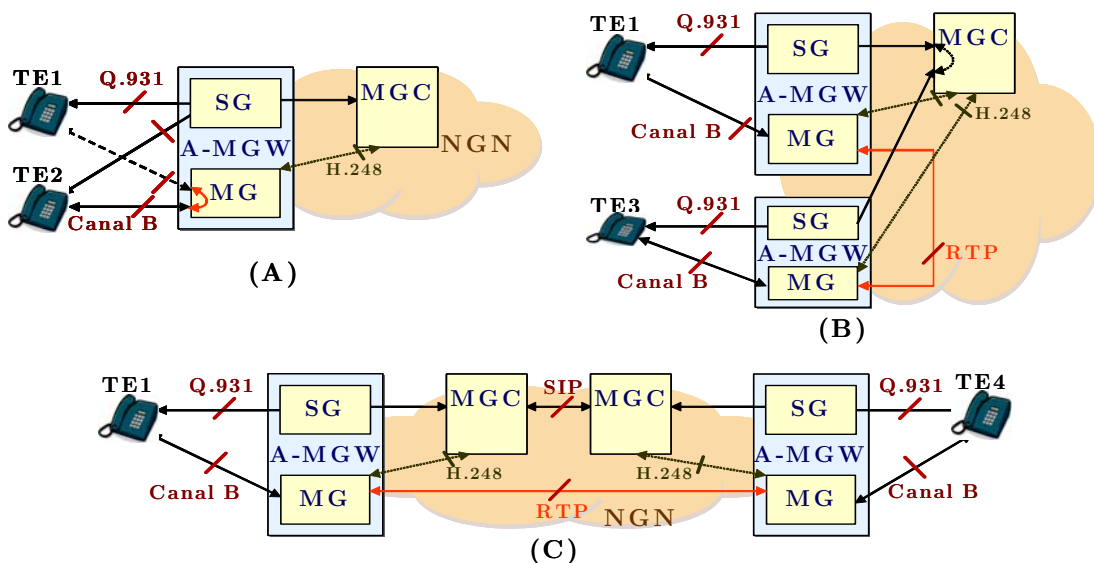 TE1
Q.931
SG
MGC
A-MGW
NGN
H.248
TE2
MG
Canal B
(A)
TE1
Q.931
SG
MGC
A-MGW
H.248
Canal B
MG
TE3
Q.931
SG
A-MGW
RTP
Canal B
MG
(B)
TE1
Q.931
SG
MGC
SIP
MGC
SG
Q.931
TE4
A-MGW
H.248
H.248
A-MGW
Canal B
MG
RTP
NGN
MG
Canal B
(C)